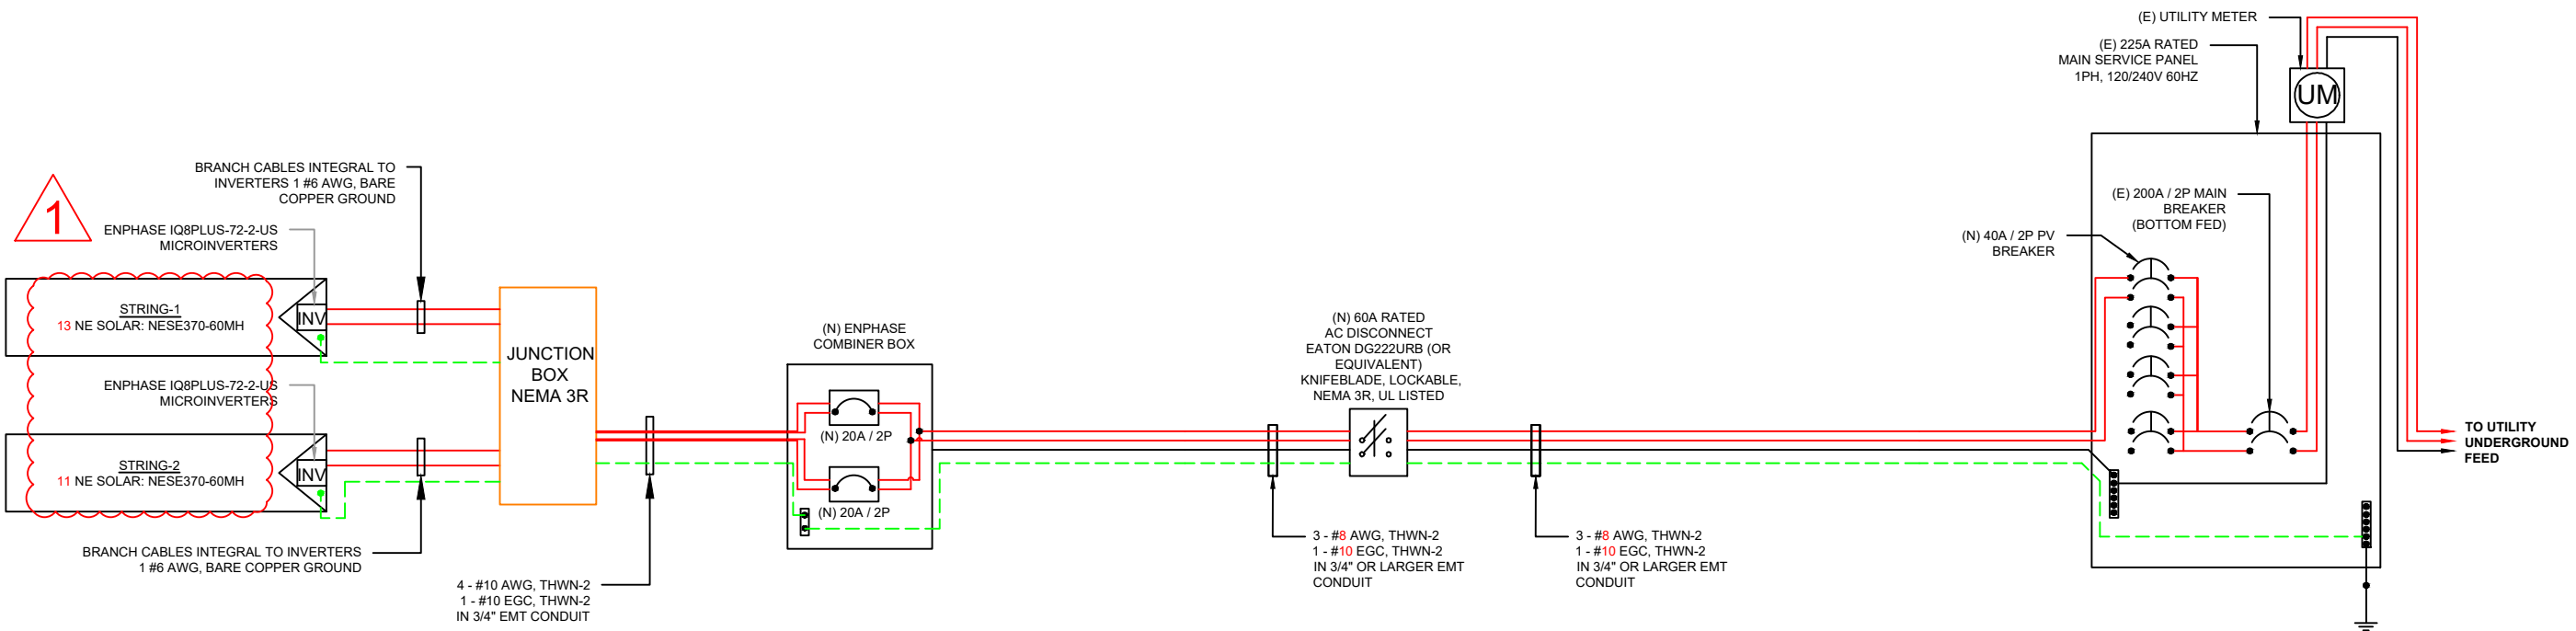 (E) UTILITY METER
(E) 225A RATED
MAIN SERVICE PANEL
1PH, 120/240V 60HZ
UM
BRANCH CABLES INTEGRAL TO
INVERTERS 1 #6 AWG, BARE
COPPER GROUND
1
ENPHASE IQ8PLUS-72-2-US
MICROINVERTERS
STRING-1
13 NE SOLAR: NESE370-60MH
INV
ENPHASE IQ8PLUS-72-2-US
MICROINVERTERS
STRING-2
11 NE SOLAR: NESE370-60MH
INV
BRANCH CABLES INTEGRAL TO INVERTERS
1 #6 AWG, BARE COPPER GROUND
JUNCTION
BOX
NEMA 3R
4 - #10 AWG, THWN-2
1 - #10 EGC, THWN-2
IN 3/4" EMT CONDUIT
(N) ENPHASE
COMBINER BOX
(N) 20A / 2P
(N) 20A / 2P
(N) 60A RATED
AC DISCONNECT
EATON DG222URB (OR
EQUIVALENT)
KNIFEBLADE, LOCKABLE,
NEMA 3R, UL LISTED
3 - #8 AWG, THWN-2
1 - #10 EGC, THWN-2
IN 3/4" OR LARGER EMT
CONDUIT
3 - #8 AWG, THWN-2
1 - #10 EGC, THWN-2
IN 3/4" OR LARGER EMT
CONDUIT
(N) 40A / 2P PV
BREAKER
(E) 200A / 2P MAIN
BREAKER
(BOTTOM FED)
TO UTILITY
UNDERGROUND
FEED